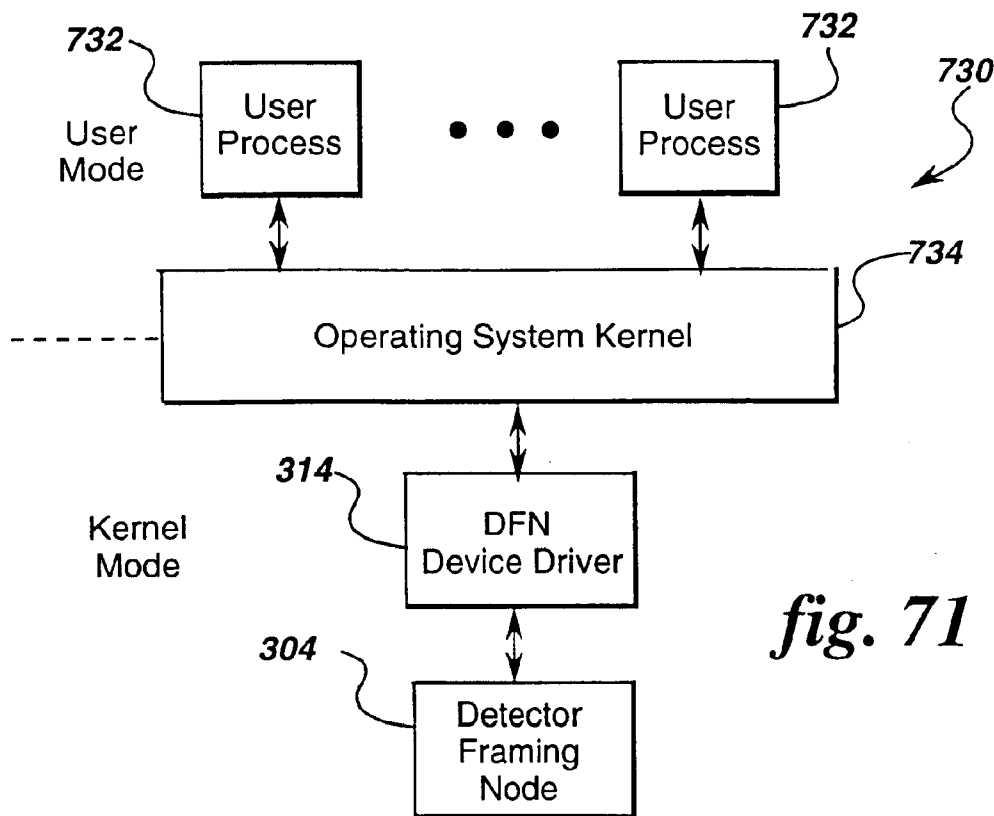 732
732
730
User
Process
User
Process
User
Mode
734
Operating System Kernel
314
DFN
Device Driver
Kernel
Mode
fig. 71
304
Detector
Framing
Node